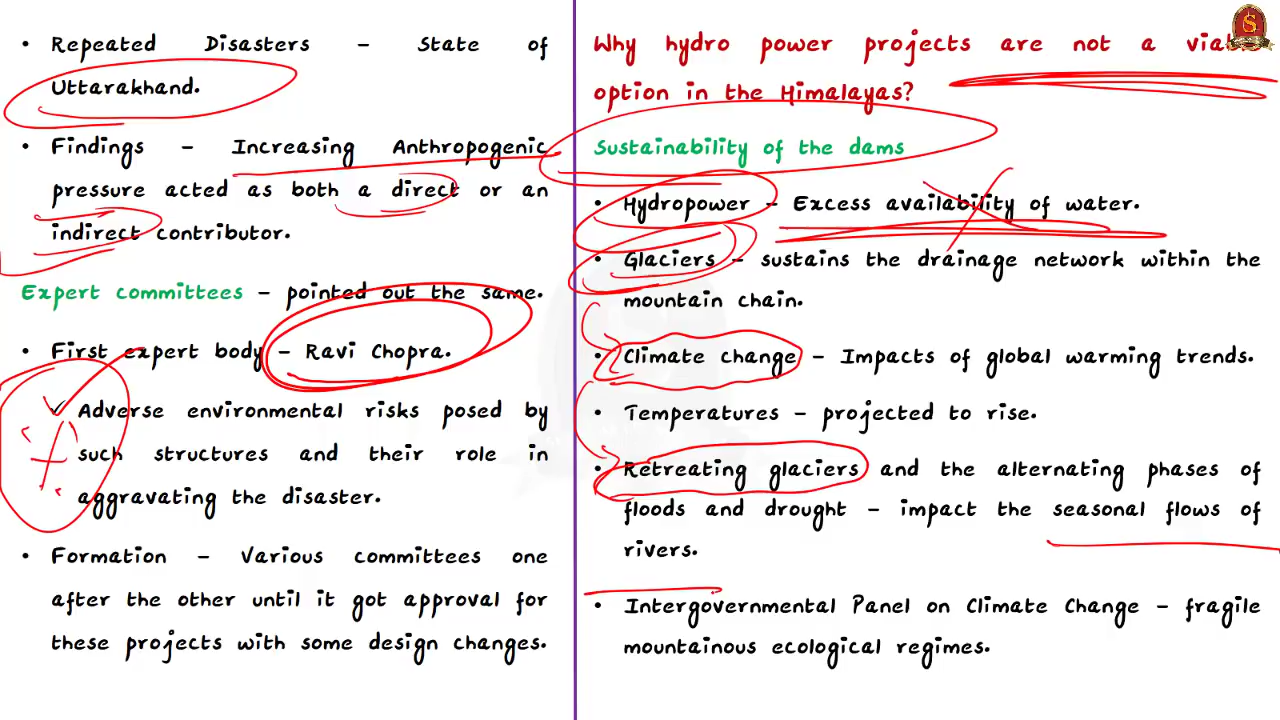 • Repeated Disasters – State of
Uttarakhand.
• Findings – Increasing Anthropogenic
pressure acted as both a direct or an
indirect contributor.
Expert committees – pointed out the same.
• First expert body – Ravi Chopra.
✓ Adverse environmental risks posed by
such structures and their role in
aggravating the disaster.
• Formation – Various committees one
after the other until it got approval for
these projects with some design changes.
Why hydro power projects are not a viable
option in the Himalayas?
Sustainability of the dams
• Hydropower – Excess availability of water.
• Glaciers – sustains the drainage network within the
mountain chain.
• Climate change – Impacts of global warming trends.
• Temperatures – projected to rise.
• Retreating glaciers and the alternating phases of
floods and drought – impact the seasonal flows of
rivers.
• Intergovernmental Panel on Climate Change – fragile
mountainous ecological regimes.